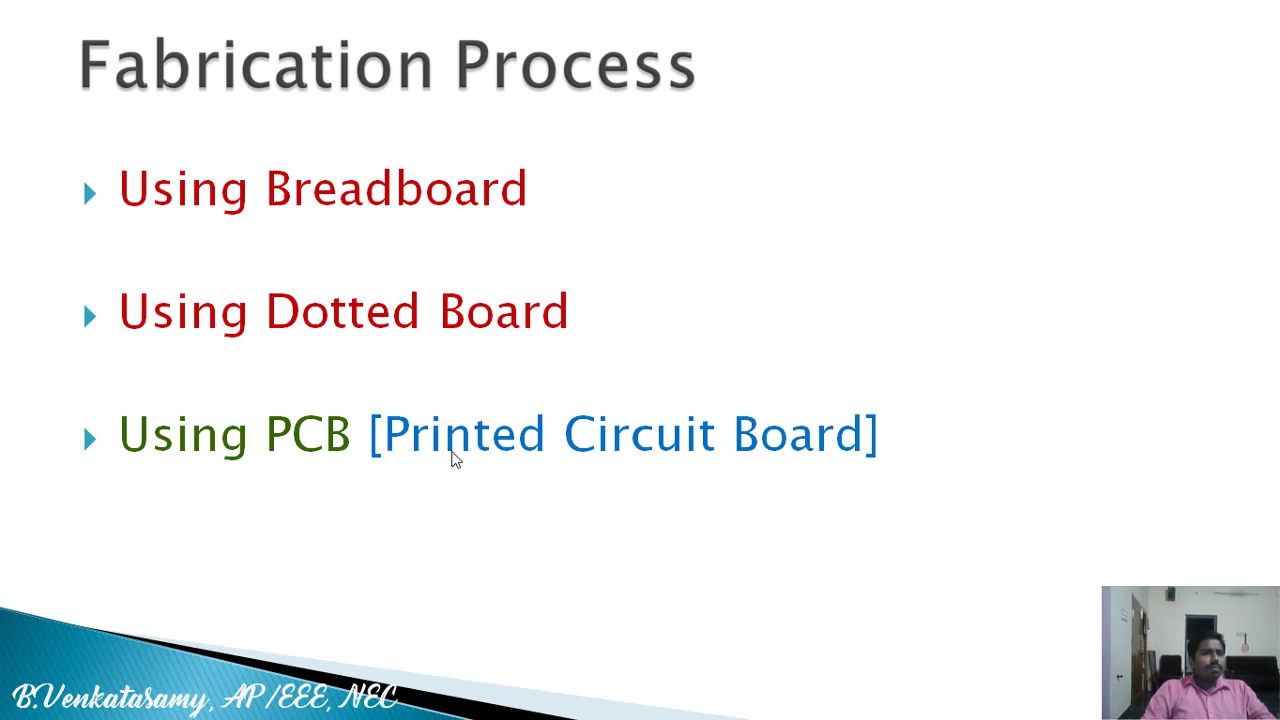 Fabrication Process
Using Breadboard
Using Dotted Board
Using PCB [Printed Circuit Board]
B.Venkatasamy, AP/EEE, NEC